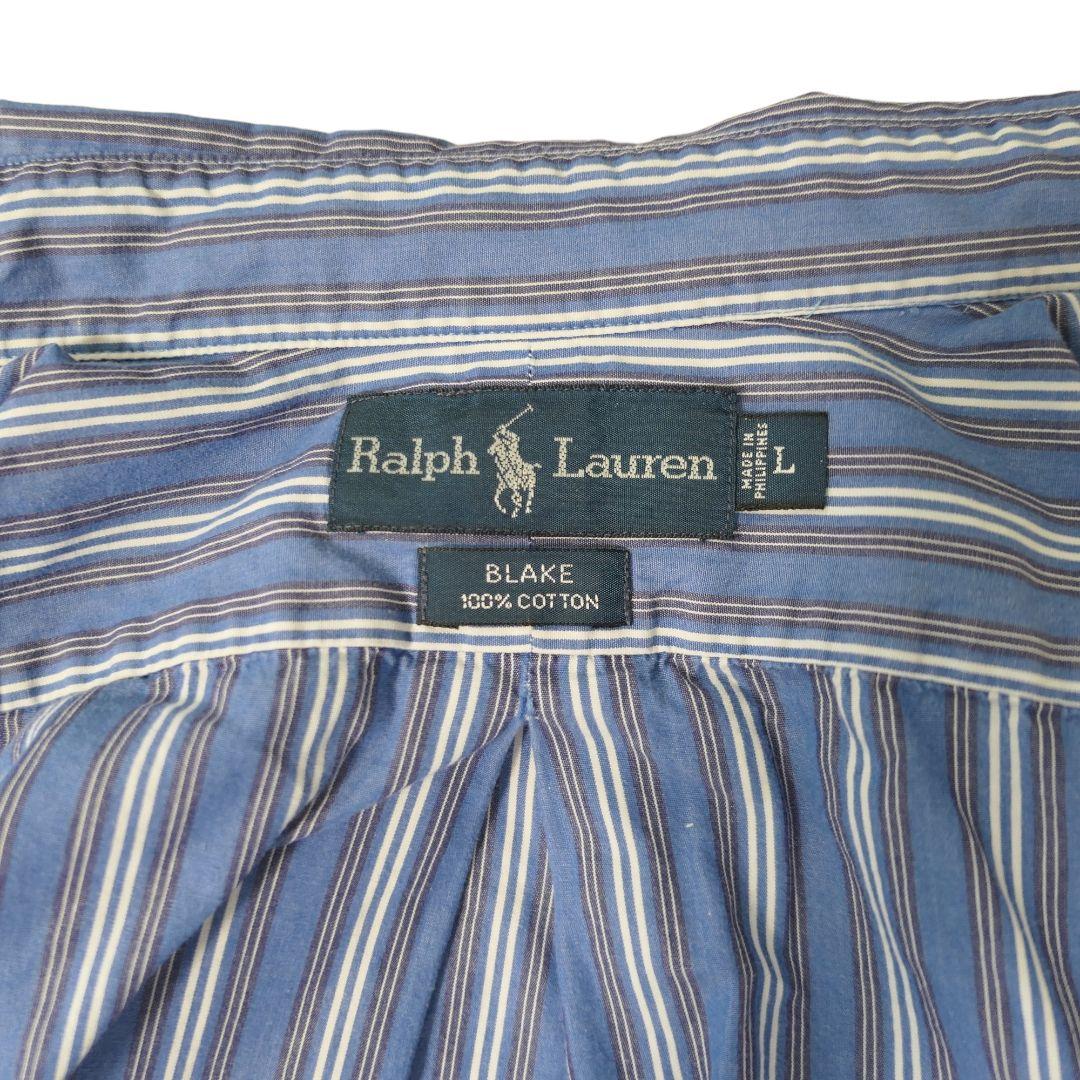 Ralph Lauren
MADE IN
PHILIPPINES
L
BLAKE
100% COTTON